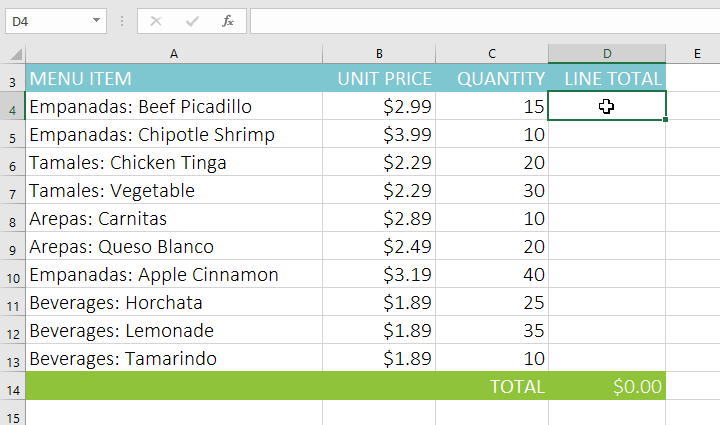 D4 fx
A B C D E
3 MENU ITEM UNIT PRICE QUANTITY LINE TOTAL
4 Empanadas: Beef Picadillo $2.99 15
5 Empanadas: Chipotle Shrimp $3.99 10
6 Tamales: Chicken Tinga $2.29 20
7 Tamales: Vegetable $2.29 30
8 Arepas: Carnitas $2.89 10
9 Arepas: Queso Blanco $2.49 20
10 Empanadas: Apple Cinnamon $3.19 40
11 Beverages: Horchata $1.89 25
12 Beverages: Lemonade $1.89 35
13 Beverages: Tamarindo $1.89 10
14 TOTAL $0.00
15